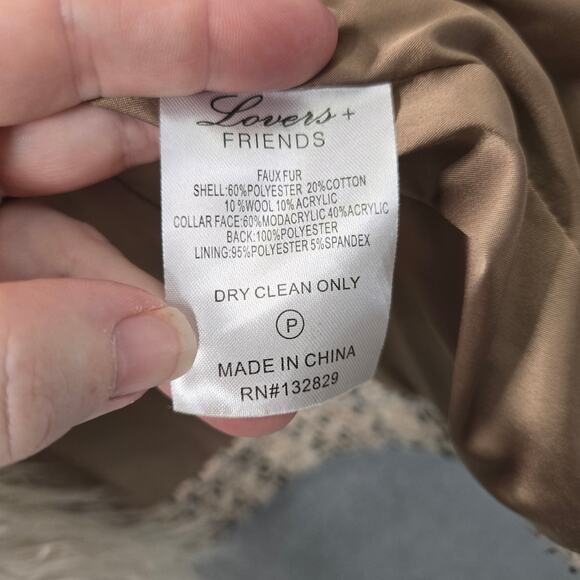 Lovers +
FRIENDS
FAUX FUR
SHELL:60%POLYESTER 20%COTTON
10%WOOL 10%ACRYLIC
COLLAR FACE:60%MODACRYLIC 40%ACRYLIC
BACK:100%POLYESTER
LINING:95%POLYESTER 5%SPANDEX
DRY CLEAN ONLY
P
MADE IN CHINA
RN#132829